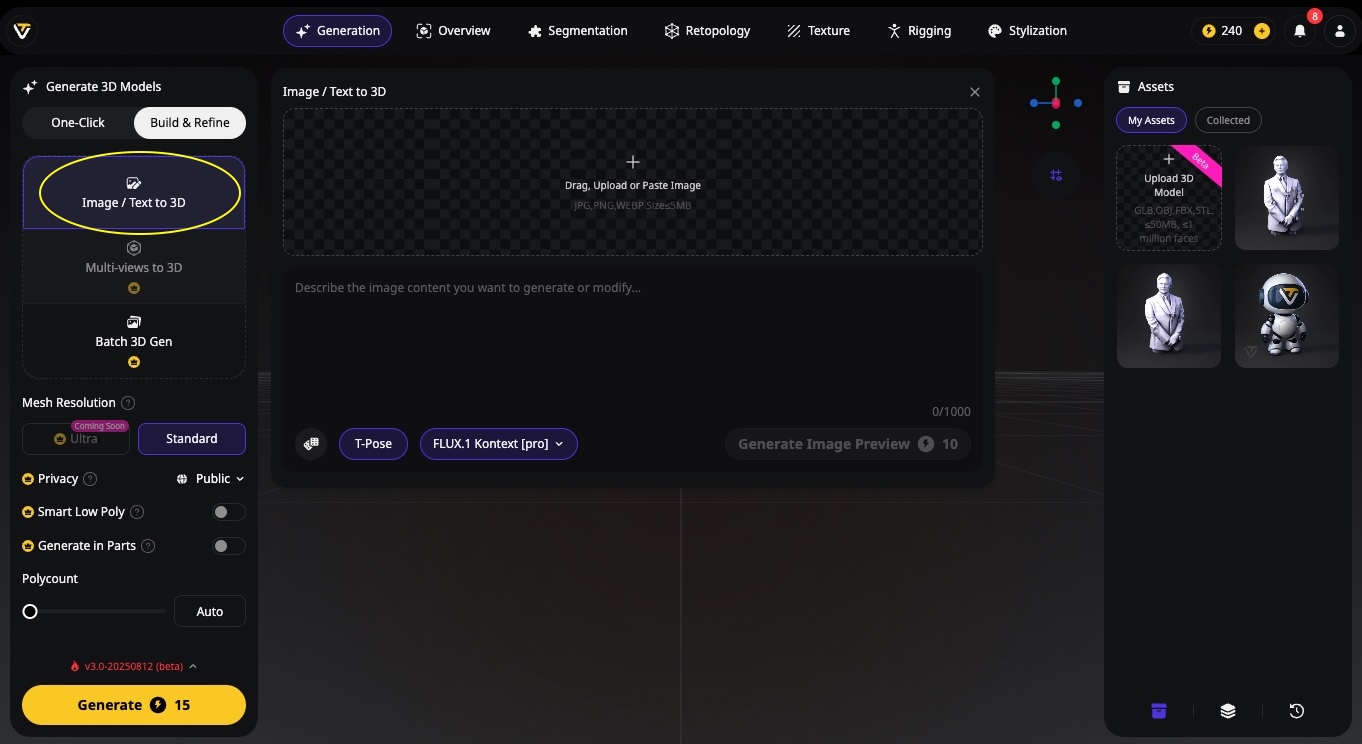 Generation
Overview
Segmentation
Retopology
Texture
Rigging
Stylization
240
8
Generate 3D Models
One-Click
Build & Refine
Image / Text to 3D
Multi-views to 3D
Batch 3D Gen
Mesh Resolution ?
Coming Soon
Ultra
Standard
Privacy ?
Public
Smart Low Poly ?
Generate in Parts ?
Polycount
Auto
v3.0-20250812 (beta)
Generate 15
Image / Text to 3D
Drag, Upload or Paste Image
JPG,PNG,WEBP Size≤5MB
Describe the image content you want to generate or modify...
0/1000
T-Pose
FLUX.1 Kontext [pro]
Generate Image Preview 10
Assets
My Assets
Collected
Beta
Upload 3D
Model
GLB,OBJ,FBX,STL,
≤50MB, ≤1
million faces